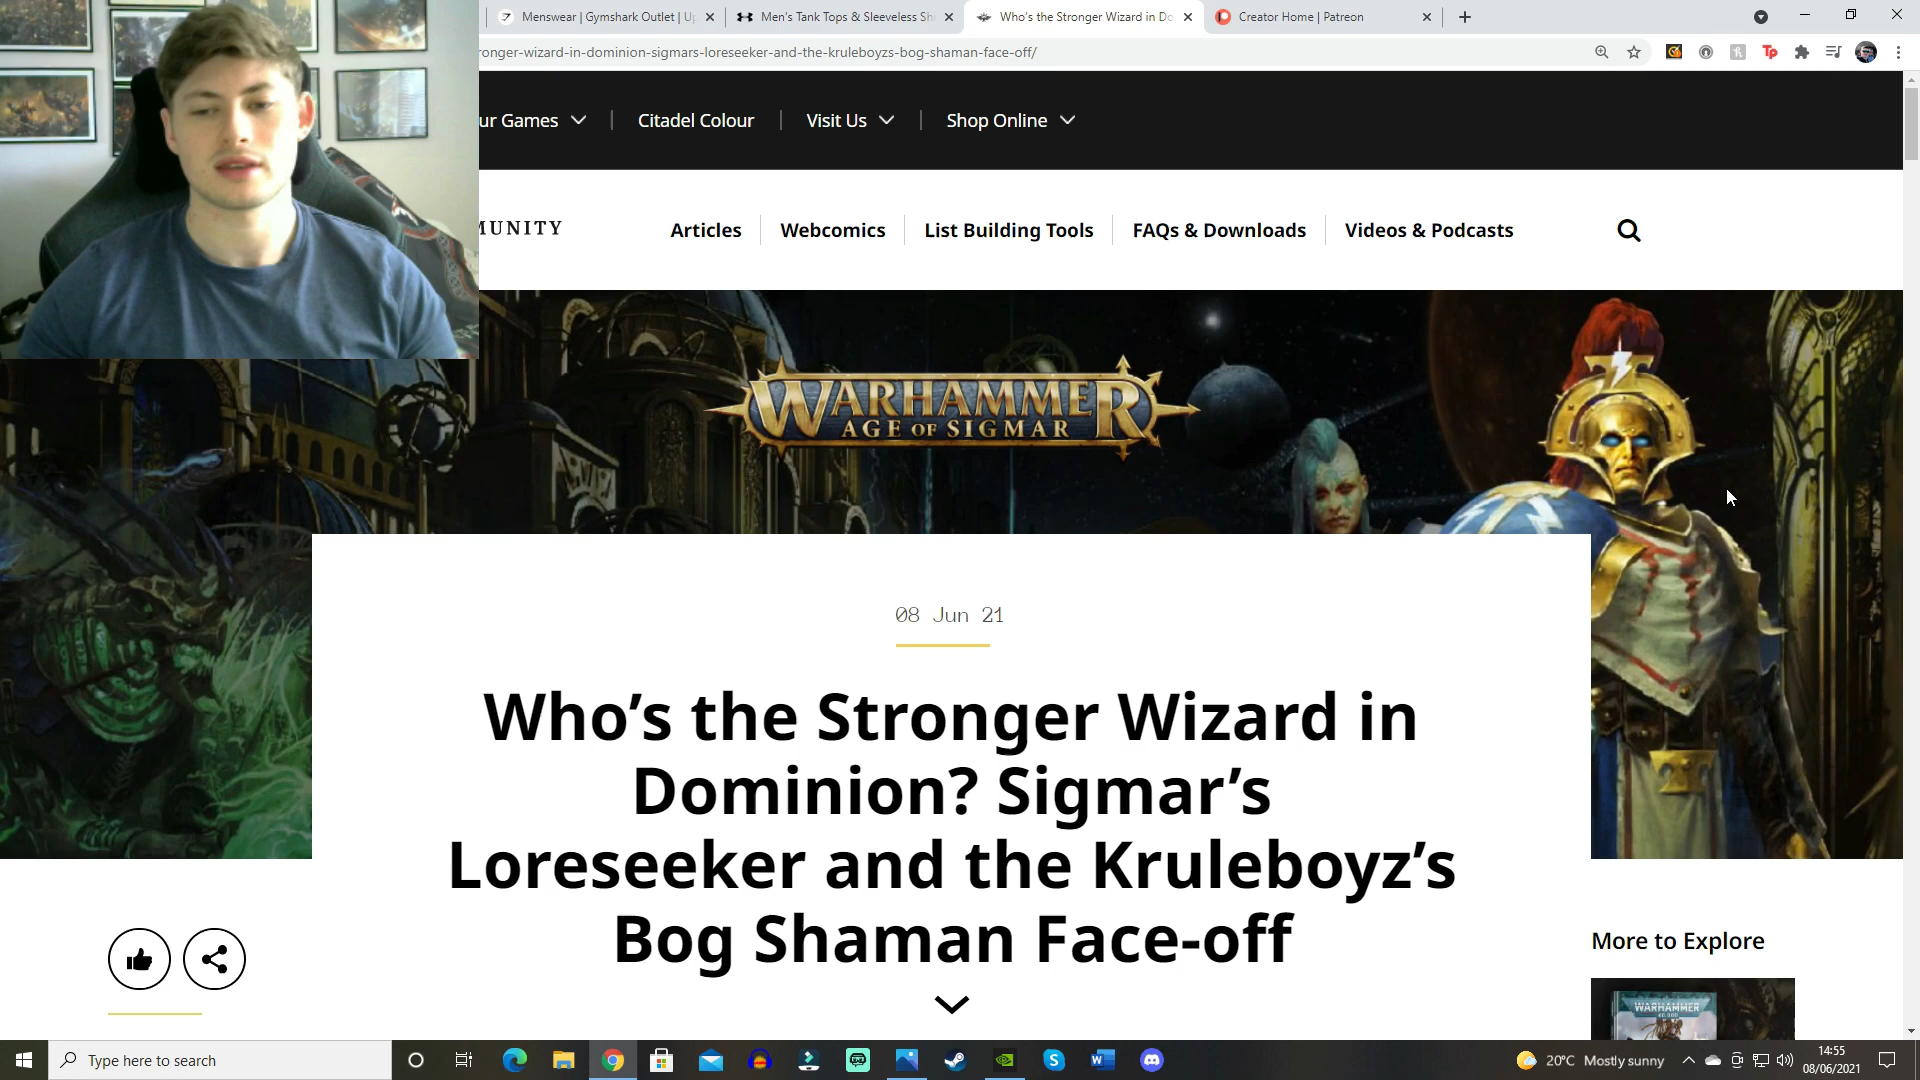 Menswear | Gymshark Outlet | Up
Men's Tank Tops & Sleeveless Shi
Who's the Stronger Wizard in Do
Creator Home | Patreon
ronger-wizard-in-dominion-sigmars-loreseeker-and-the-kruleboyzs-bog-shaman-face-off/
ur Games
Citadel Colour
Visit Us
Shop Online
MUNITY
Articles
Webcomics
List Building Tools
FAQs & Downloads
Videos & Podcasts
WARHAMMER
AGE OF SIGMAR
08 Jun 21
Who’s the Stronger Wizard in
Dominion? Sigmar’s
Loreseeker and the Kruleboyz’s
Bog Shaman Face-off
More to Explore
WARHAMMER
40,000
Type here to search
20°C Mostly sunny
14:55
08/06/2021